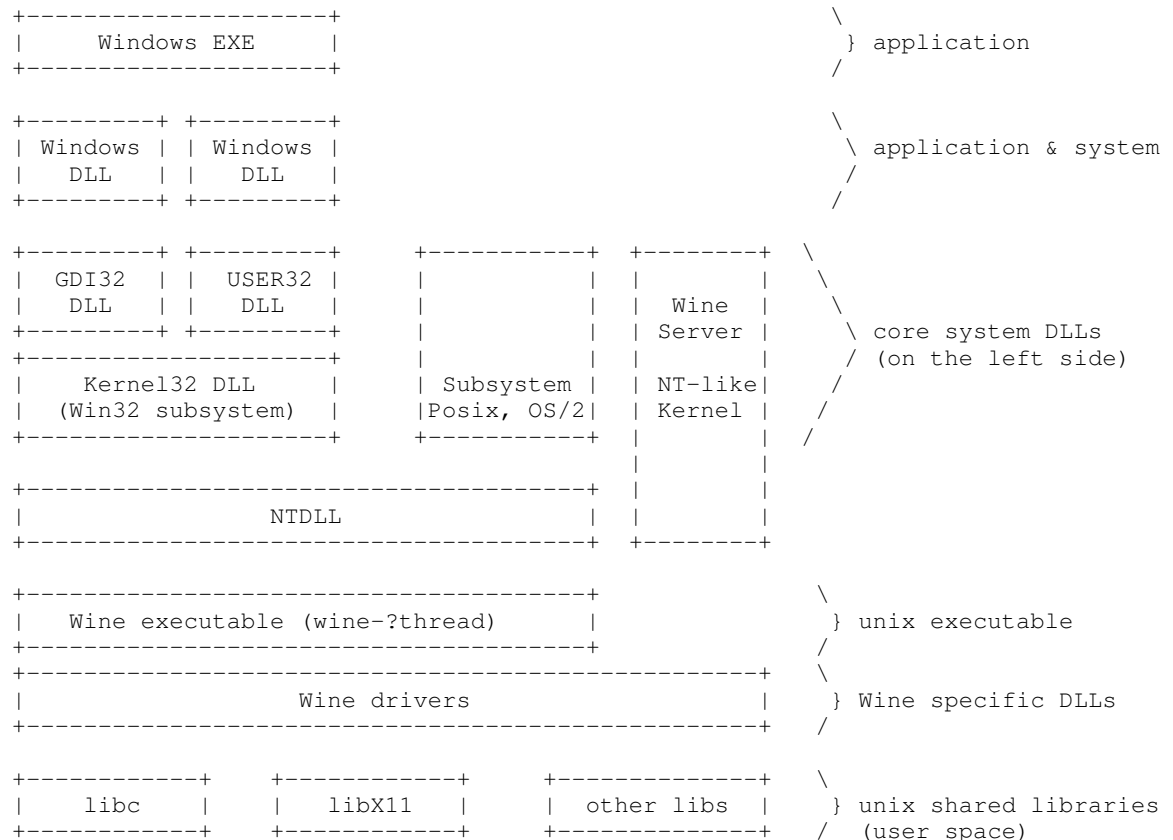 Windows EXE } application
Windows Windows application & system
DLL DLL
GDI32 USER32
DLL DLL Wine
Server core system DLLs
(on the left side)
Kernel32 DLL Subsystem NT-like
(Win32 subsystem) Posix, OS/2 Kernel
NTDLL
Wine executable (wine-?thread) } unix executable
Wine drivers } Wine specific DLLs
libc libX11 other libs } unix shared libraries
(user space)